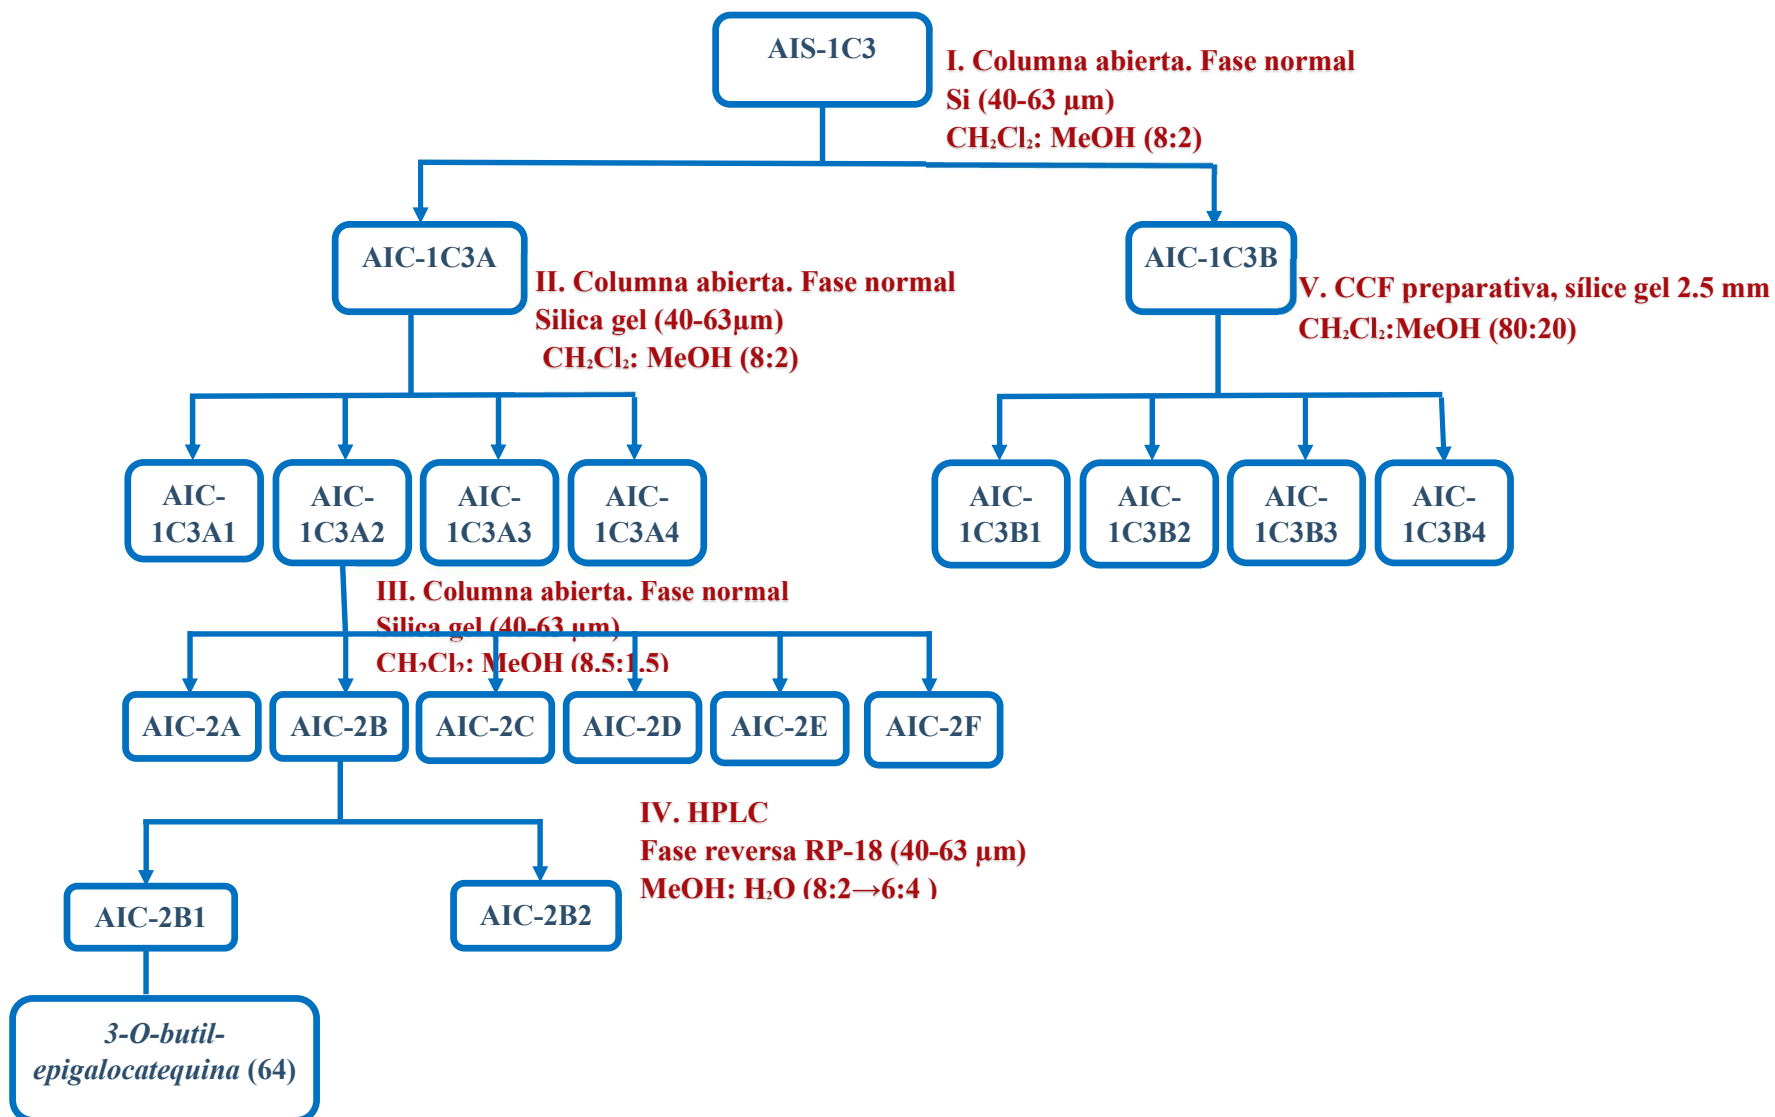 AIS-1C3
I. Columna abierta. Fase normal
Si (40-63 µm)
CH₂Cl₂: MeOH (8:2)
AIC-1C3A
II. Columna abierta. Fase normal
Silica gel (40-63µm)
CH₂Cl₂: MeOH (8:2)
AIC-1C3B
V. CCF preparativa, sílice gel 2.5 mm
CH₂Cl₂:MeOH (80:20)
AIC-
1C3A1
AIC-
1C3A2
AIC-
1C3A3
AIC-
1C3A4
AIC-
1C3B1
AIC-
1C3B2
AIC-
1C3B3
AIC-
1C3B4
III. Columna abierta. Fase normal
Silica gel (40-63 µm)
CH₂Cl₂: MeOH (8.5:1.5)
AIC-2A
AIC-2B
AIC-2C
AIC-2D
AIC-2E
AIC-2F
IV. HPLC
Fase reversa RP-18 (40-63 µm)
MeOH: H₂O (8:2→6:4 )
AIC-2B1
AIC-2B2
3-O-butil-
epigalocatequina (64)